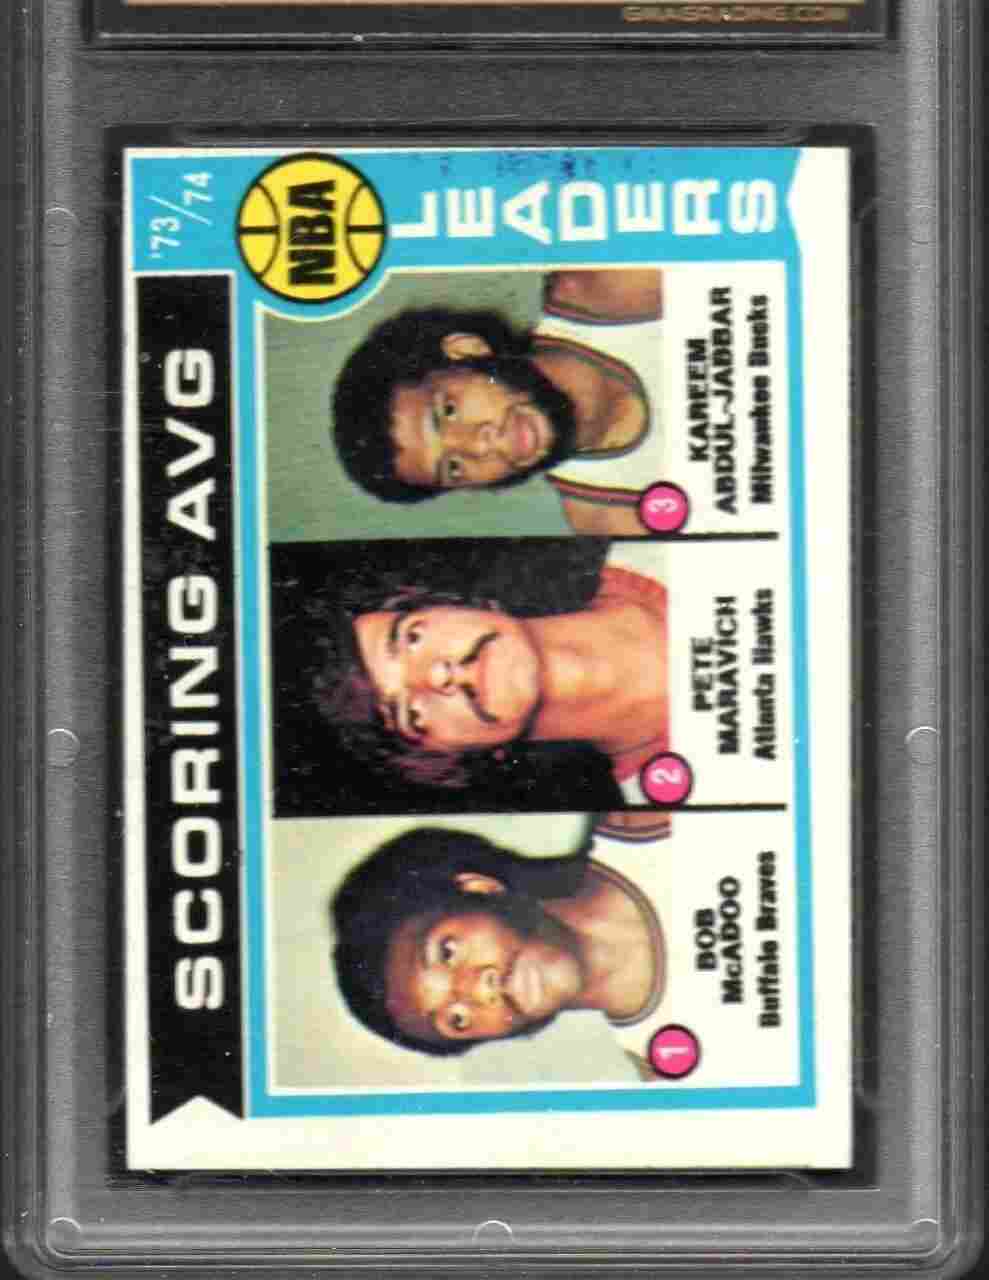 GMAGRADING.COM
'73/74
NBA
LEADERS
SCORING AVG
1
BOB
McADOO
Buffalo Braves
2
PETE
MARAVICH
Atlanta Hawks
3
KAREEM
ABDUL-JABBAR
Milwaukee Bucks